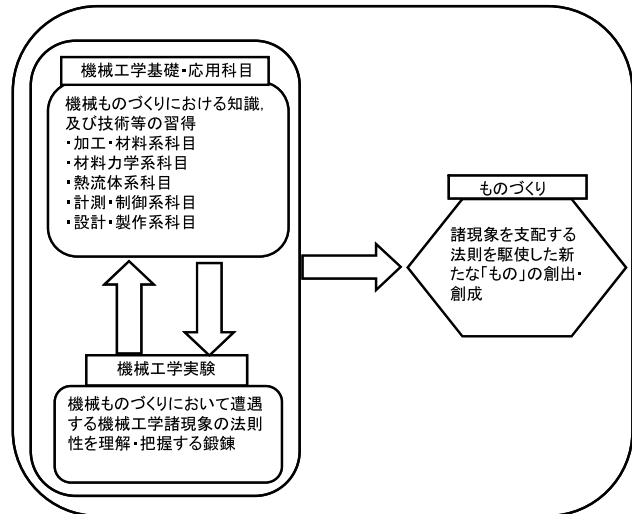 機械工学基礎・応用科目
機械ものづくりにおける知識,
及び技術等の習得
・加工・材料系科目
・材料力学系科目
・熱流体系科目
・計測・制御系科目
・設計・製作系科目
機械工学実験
機械ものづくりにおいて遭遇
する機械工学諸現象の法則
性を理解・把握する鍛錬
ものづくり
諸現象を支配する
法則を駆使した新
たな「もの」の創出・
創成